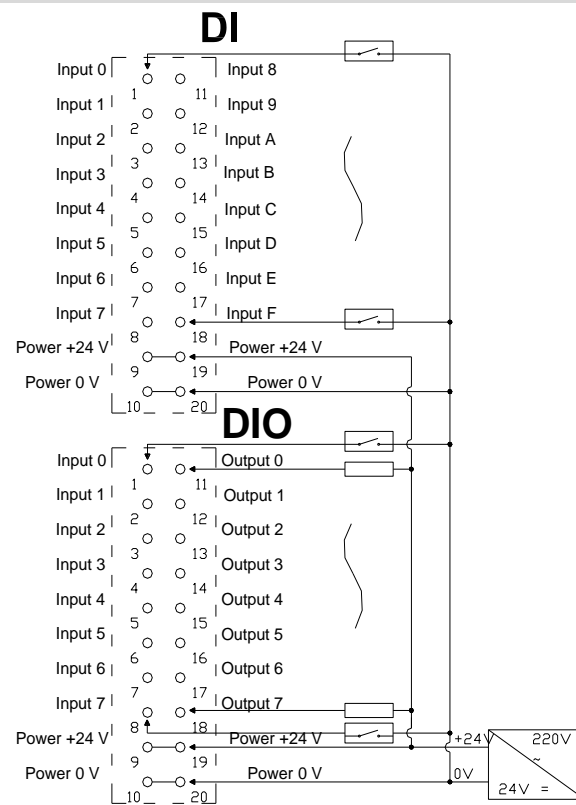 DI
Input 0 Input 8
1 11
Input 1 Input 9
2 12
Input 2 Input A
3 13
Input 3 Input B
4 14
Input 4 Input C
5 15
Input 5 Input D
6 16
Input 6 Input E
7 17
Input 7 Input F
8 18
Power +24 V Power +24 V
9 19
Power 0 V Power 0 V
10 20
DIO
Input 0 Output 0
1 11
Input 1 Output 1
2 12
Input 2 Output 2
3 13
Input 3 Output 3
4 14
Input 4 Output 4
5 15
Input 5 Output 5
6 16
Input 6 Output 6
7 17
Input 7 Output 7
8 18
Power +24 V Power +24 V +24V 220V
~
9 19
Power 0 V Power 0 V 0V
24V =
10 20